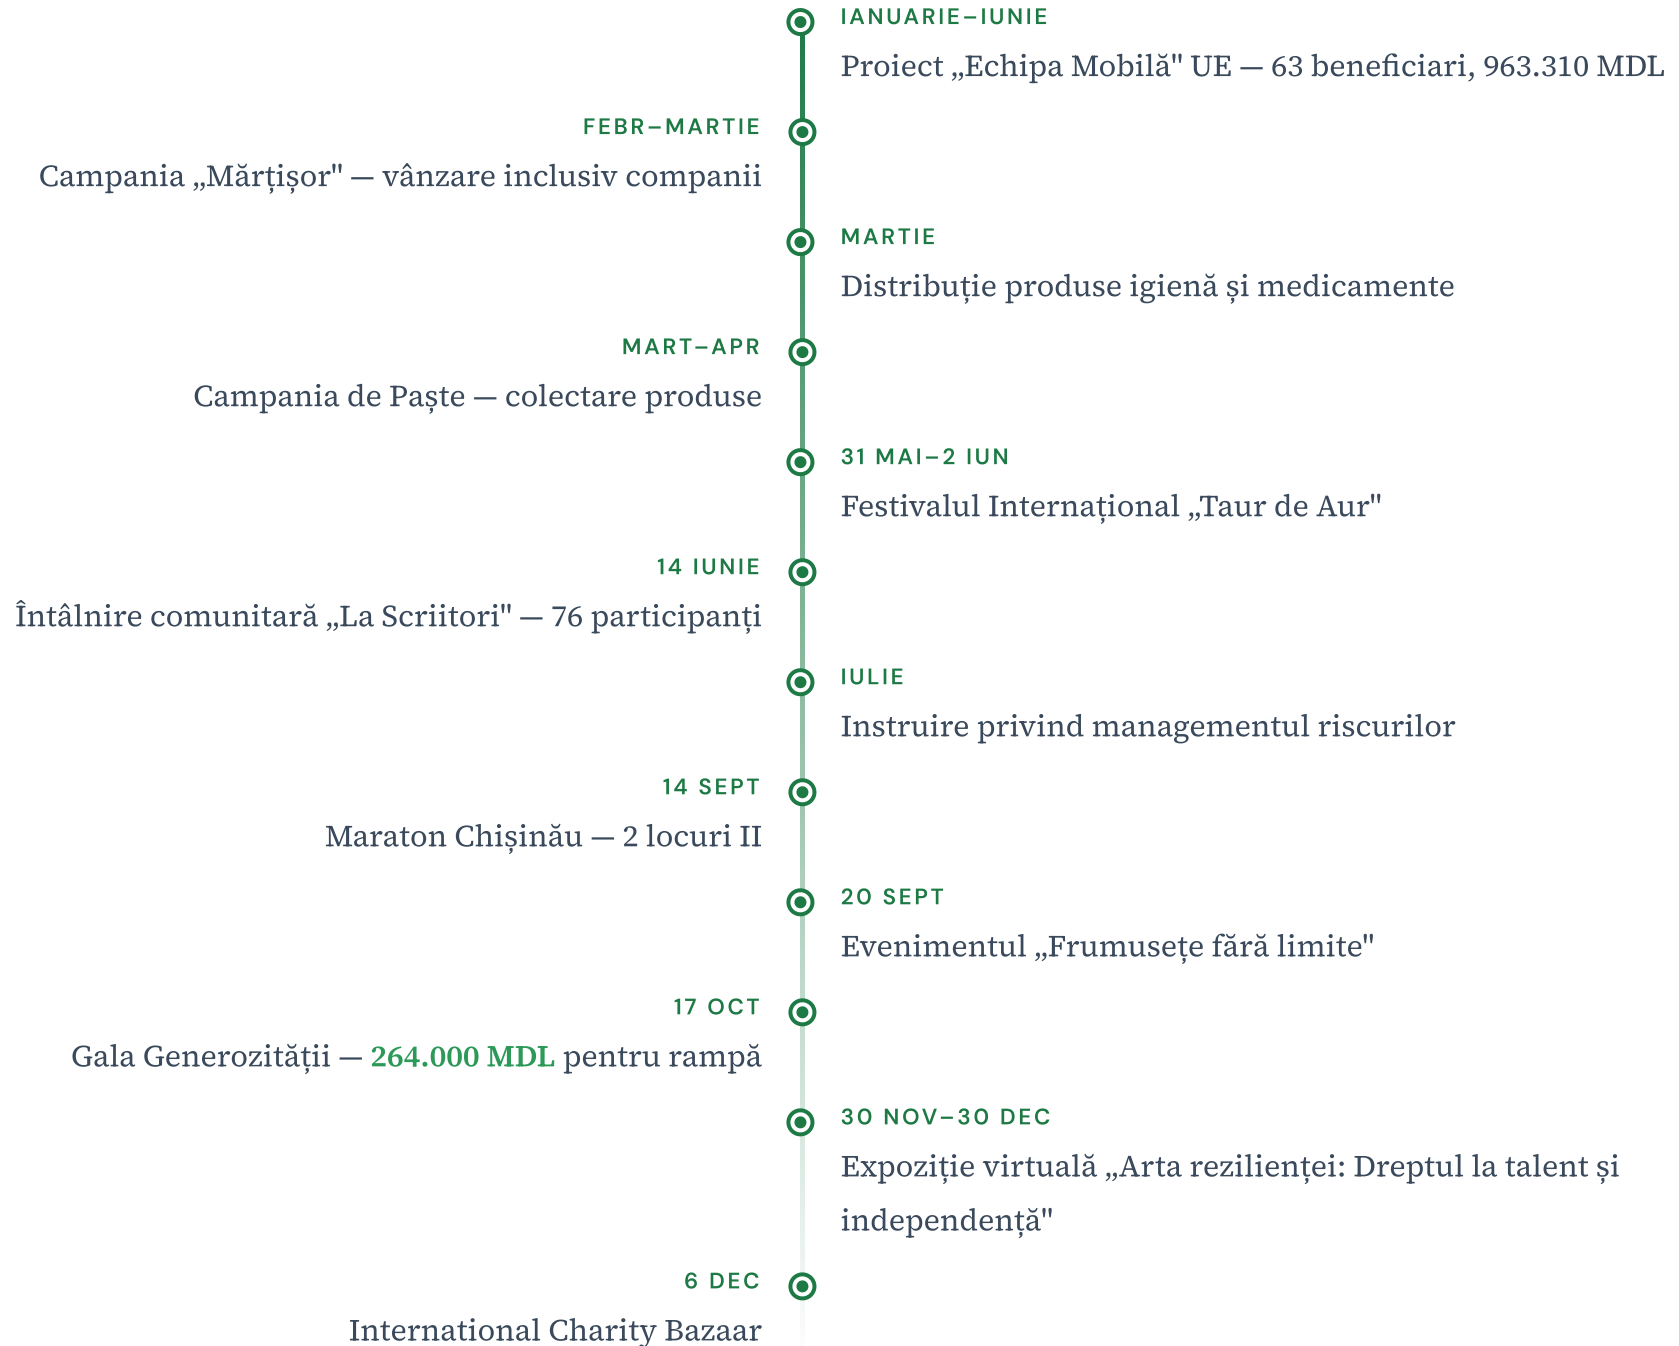 IANUARIE–IUNIE
Proiect „Echipa Mobilă" UE — 63 beneficiari, 963.310 MDL
FEBR–MARTIE
Campania „Mărțișor" — vânzare inclusiv companii
MARTIE
Distribuție produse igienă și medicamente
MART–APR
Campania de Paște — colectare produse
31 MAI–2 IUN
Festivalul Internațional „Taur de Aur"
14 IUNIE
Întâlnire comunitară „La Scriitori" — 76 participanți
IULIE
Instruire privind managementul riscurilor
14 SEPT
Maraton Chișinău — 2 locuri II
20 SEPT
Evenimentul „Frumusețe fără limite"
17 OCT
Gala Generozității — 264.000 MDL pentru rampă
30 NOV–30 DEC
Expoziție virtuală „Arta rezilienței: Dreptul la talent și
independență"
6 DEC
International Charity Bazaar